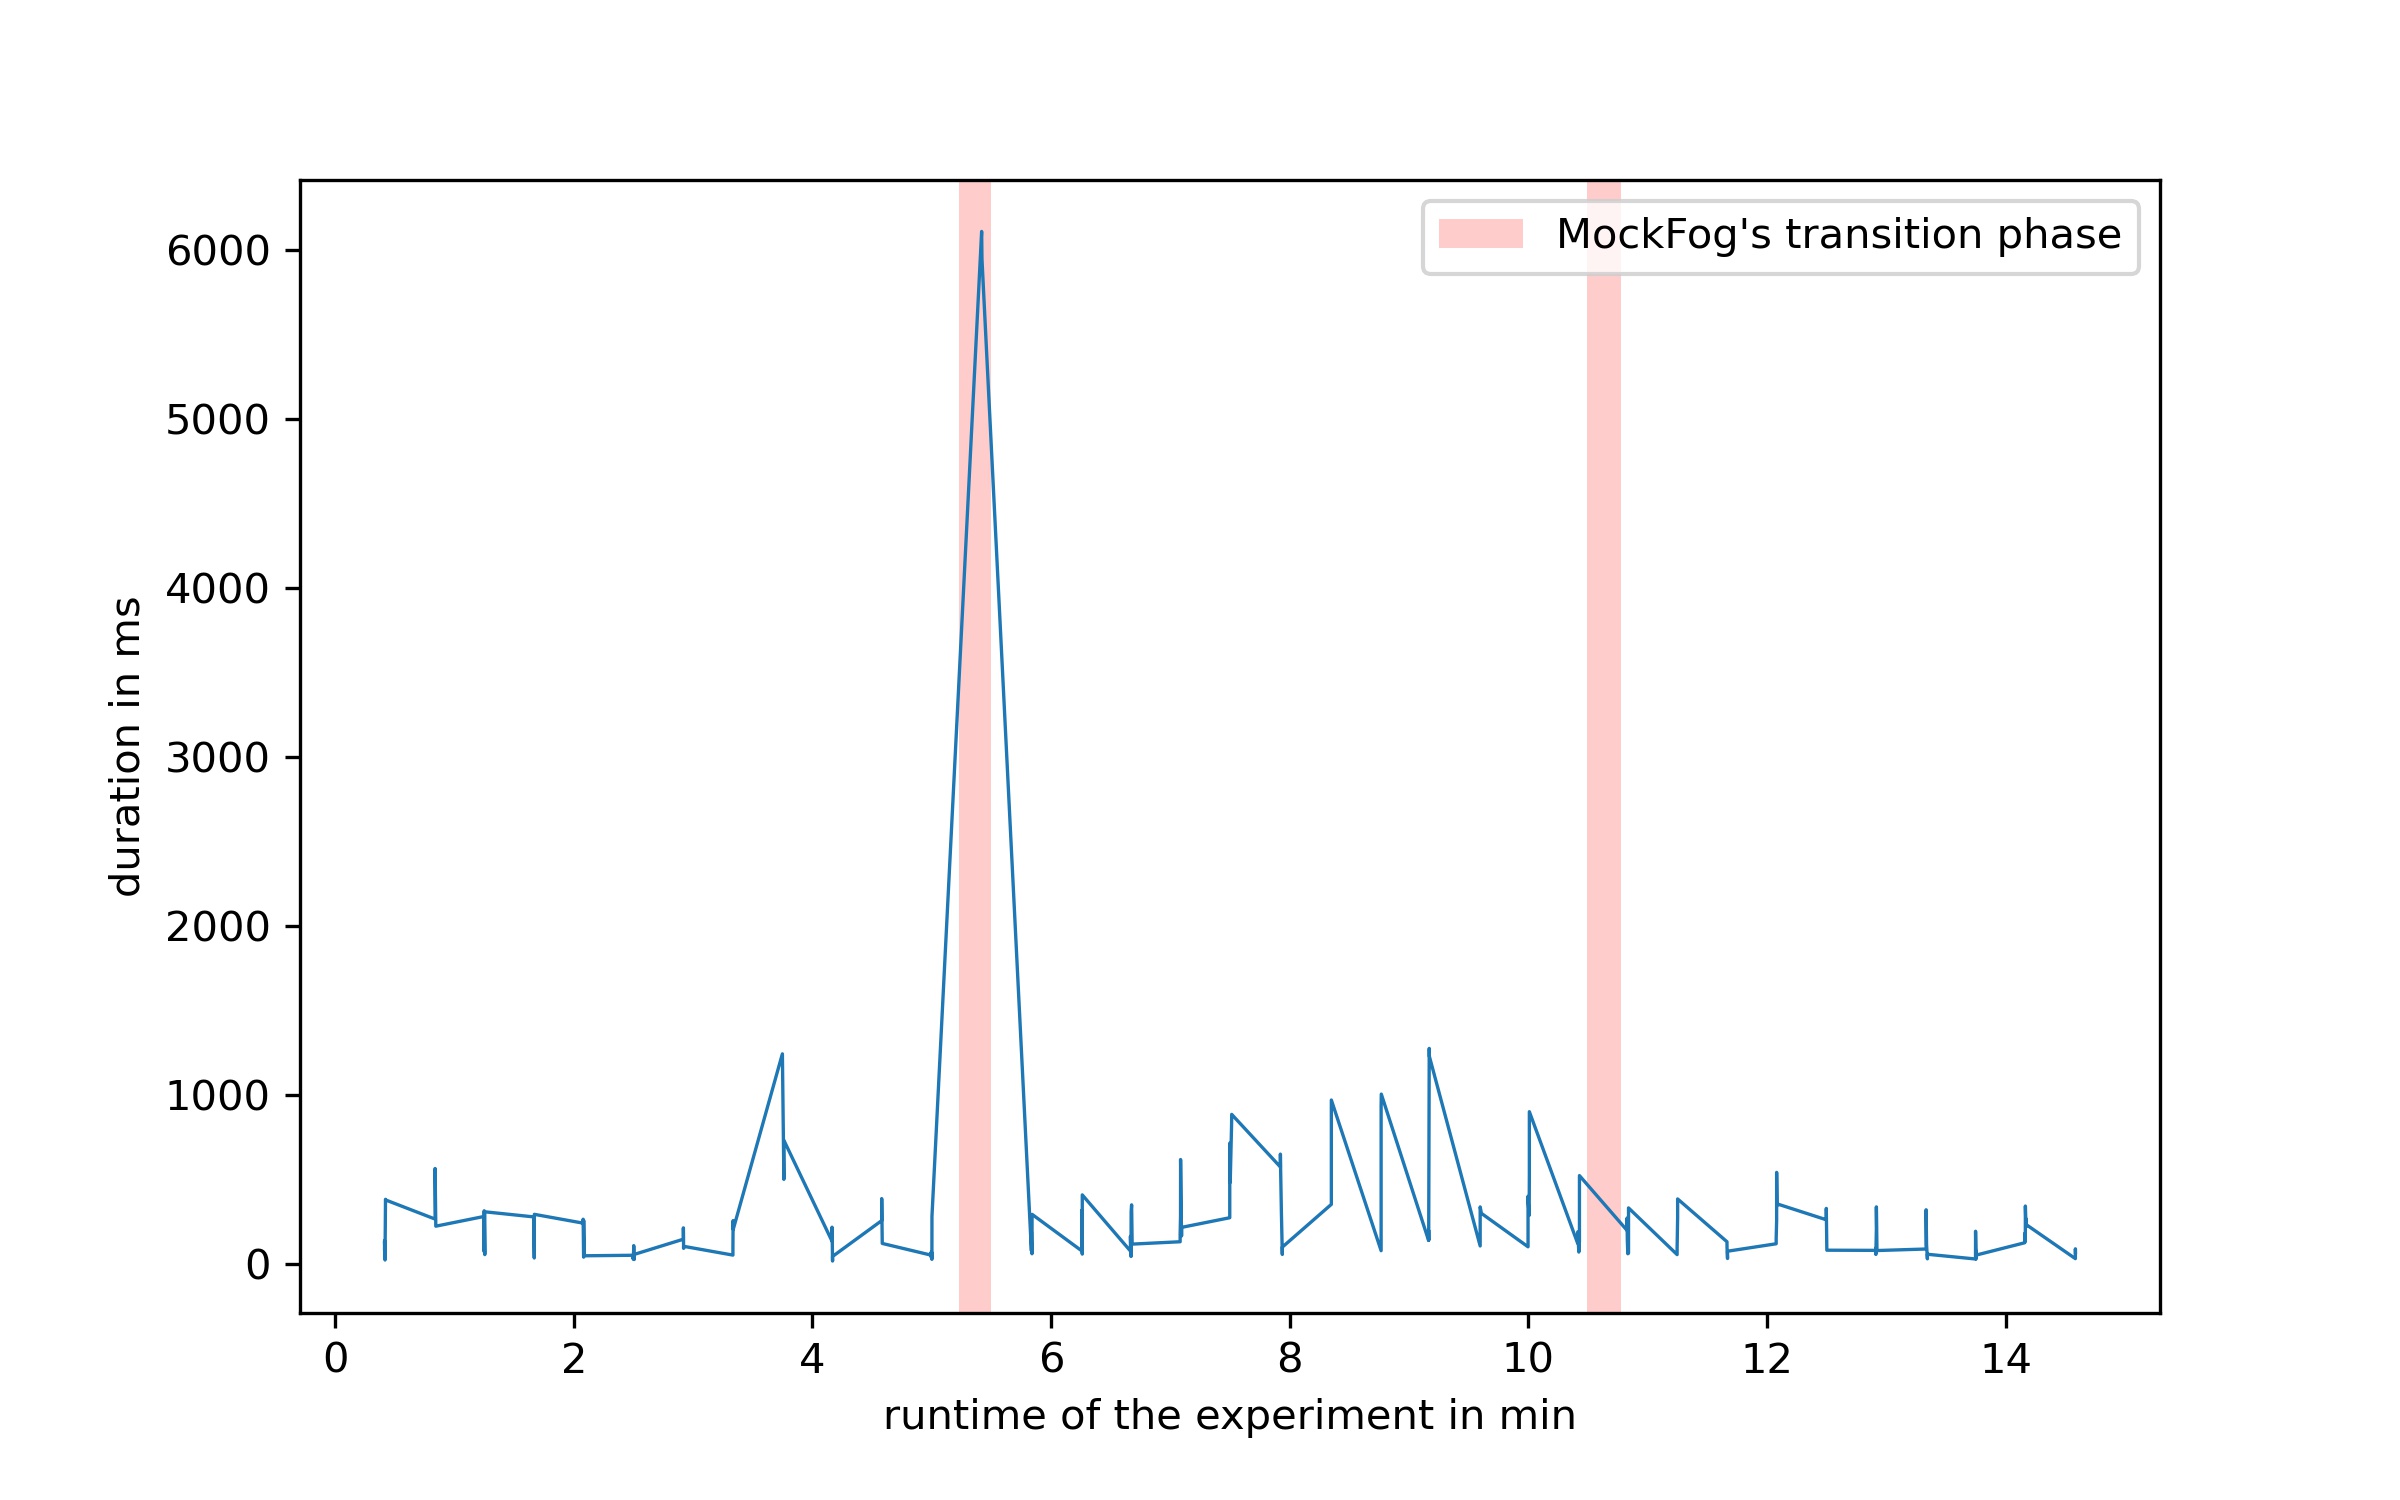 MockFog's transition phase
6000
5000
4000
3000
2000
1000
0
duration in ms
0 2 4 6 8 10 12 14
runtime of the experiment in min